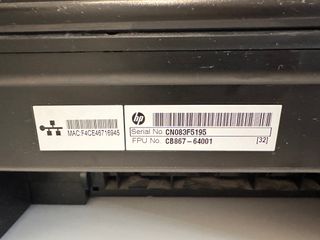 MAC:F4CE46716945
hp
Serial No. CN083F5195
FPU No. CB867-64001 [32]